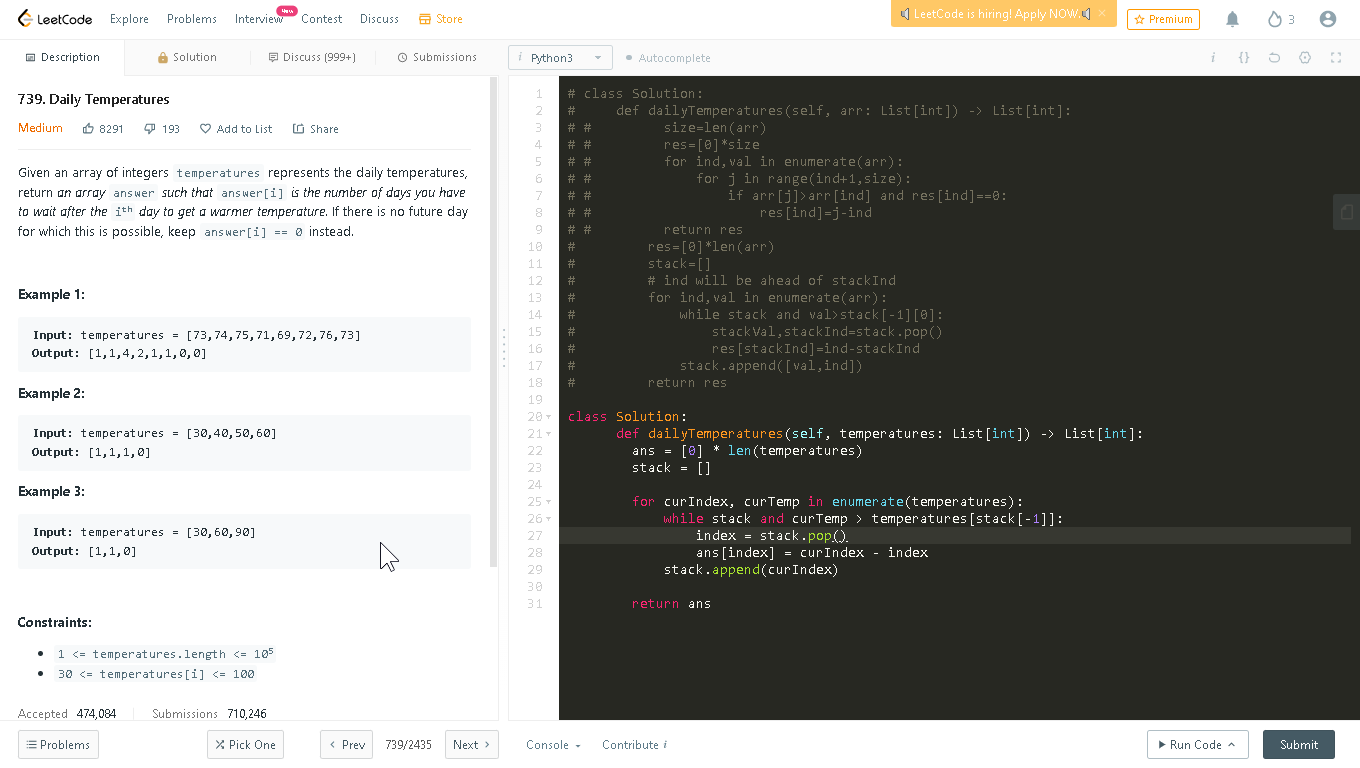 LeetCode Explore Problems Interview New Contest Discuss Store LeetCode is hiring! Apply NOW. × Premium 3
Description Solution Discuss (999+) Submissions i Python3 Autocomplete i {}
739. Daily Temperatures
Medium 8291 193 Add to List Share
Given an array of integers temperatures represents the daily temperatures,
return an array answer such that answer[i] is the number of days you have
to wait after the ith day to get a warmer temperature. If there is no future day
for which this is possible, keep answer[i] == 0 instead.
Example 1:
Input: temperatures = [73,74,75,71,69,72,76,73]
Output: [1,1,4,2,1,1,0,0]
Example 2:
Input: temperatures = [30,40,50,60]
Output: [1,1,1,0]
Example 3:
Input: temperatures = [30,60,90]
Output: [1,1,0]
Constraints:
• 1 <= temperatures.length <= 10⁵
• 30 <= temperatures[i] <= 100
Accepted 474,084 Submissions 710,246
1 # class Solution:
2 #     def dailyTemperatures(self, arr: List[int]) -> List[int]:
3 # #         size=len(arr)
4 # #         res=[0]*size
5 # #         for ind,val in enumerate(arr):
6 # #             for j in range(ind+1,size):
7 # #                 if arr[j]>arr[ind] and res[ind]==0:
8 # #                     res[ind]=j-ind
9 # #         return res
10 #         res=[0]*len(arr)
11 #         stack=[]
12 #         # ind will be ahead of stackInd
13 #         for ind,val in enumerate(arr):
14 #             while stack and val>stack[-1][0]:
15 #                 stackVal,stackInd=stack.pop()
16 #                 res[stackInd]=ind-stackInd
17 #             stack.append([val,ind])
18 #         return res
19
20 class Solution:
21     def dailyTemperatures(self, temperatures: List[int]) -> List[int]:
22         ans = [0] * len(temperatures)
23         stack = []
24
25         for curIndex, curTemp in enumerate(temperatures):
26             while stack and curTemp > temperatures[stack[-1]]:
27                 index = stack.pop()
28                 ans[index] = curIndex - index
29             stack.append(curIndex)
30
31         return ans
Problems Pick One < Prev 739/2435 Next > Console Contribute i Run Code Submit